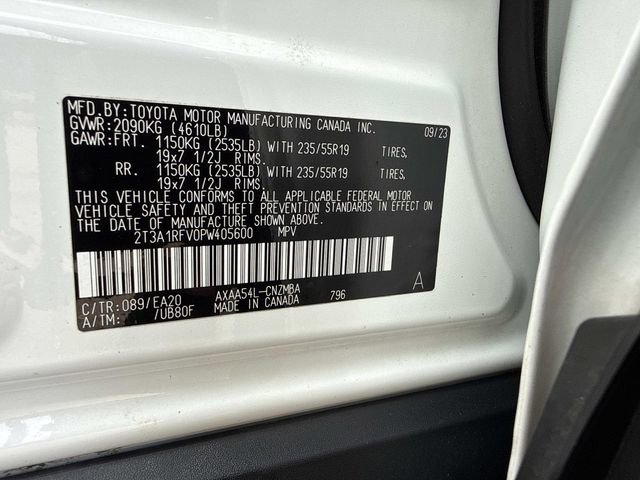 MFD.BY:TOYOTA MOTOR MANUFACTURING CANADA INC.
GVWR:2090KG (4610LB) 09/23
GAWR:FRT. 1150KG (2535LB) WITH 235/55R19 TIRES,
19x7 1/2J RIMS.
RR. 1150KG (2535LB) WITH 235/55R19 TIRES,
19x7 1/2J RIMS.
THIS VEHICLE CONFORMS TO ALL APPLICABLE FEDERAL MOTOR
VEHICLE SAFETY AND THEFT PREVENTION STANDARDS IN EFFECT
ON THE DATE OF MANUFACTURE SHOWN ABOVE.
2T3A1RFV0PW405600 MPV
C/TR:089/EA20 AXAA54L-CNZMBA 796 A
A/TM: /UB80F MADE IN CANADA